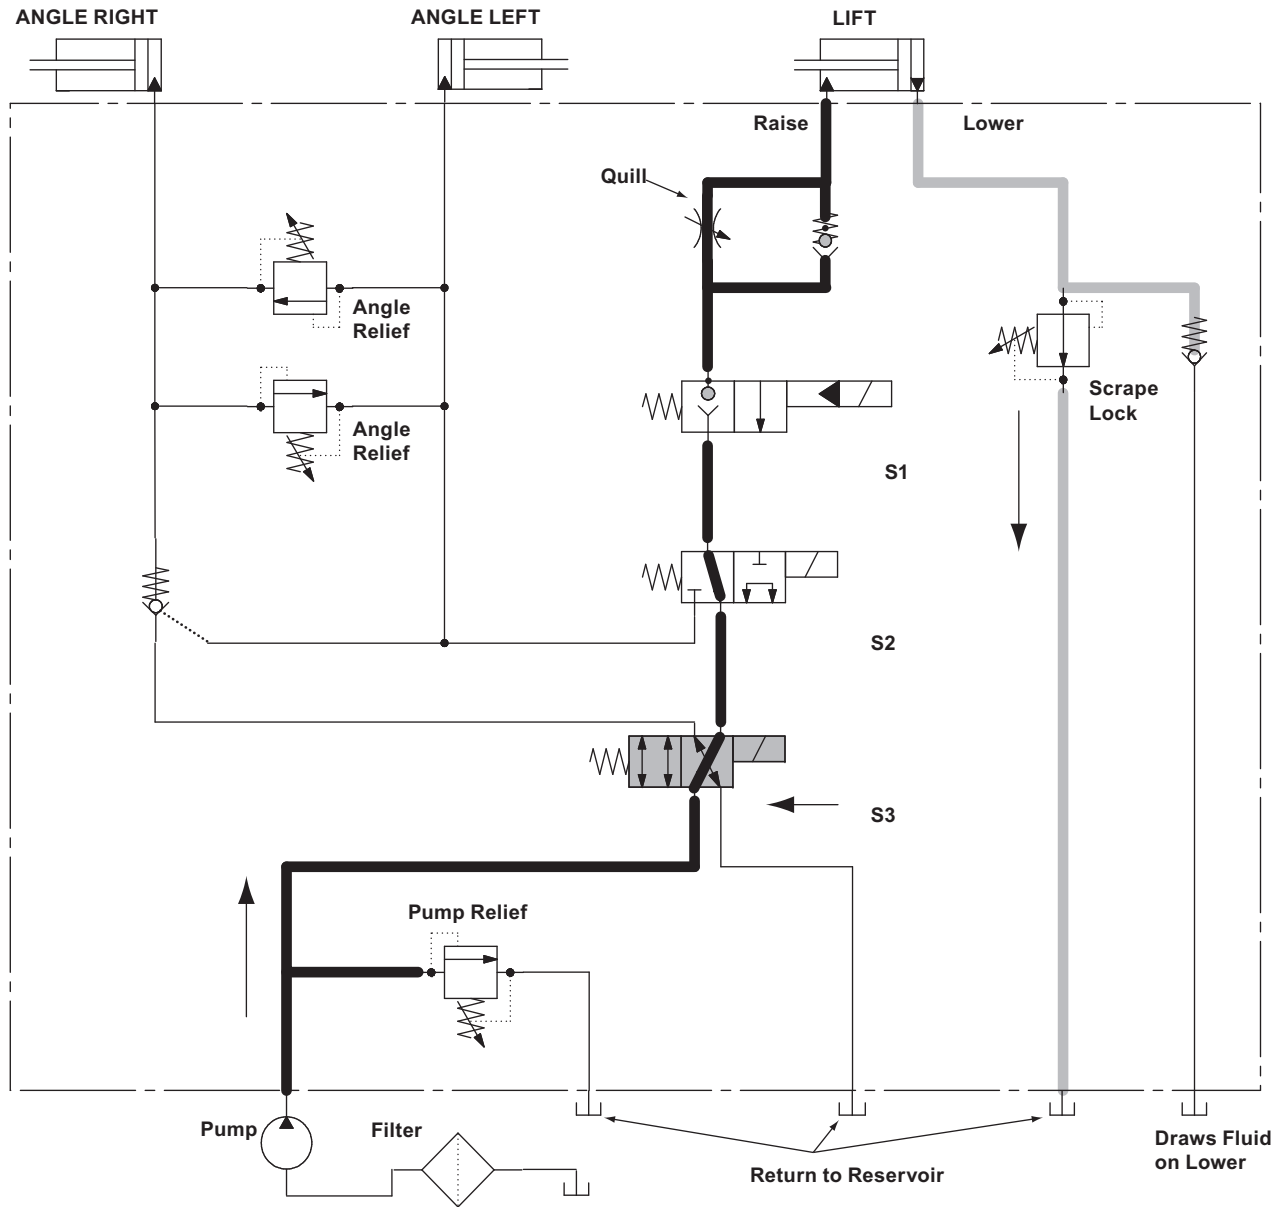 ANGLE RIGHT
ANGLE LEFT
LIFT
Raise
Lower
Quill
Angle
Relief
Angle
Relief
Scrape
Lock
S1
S2
S3
Pump Relief
Pump
Filter
Return to Reservoir
Draws Fluid
on Lower